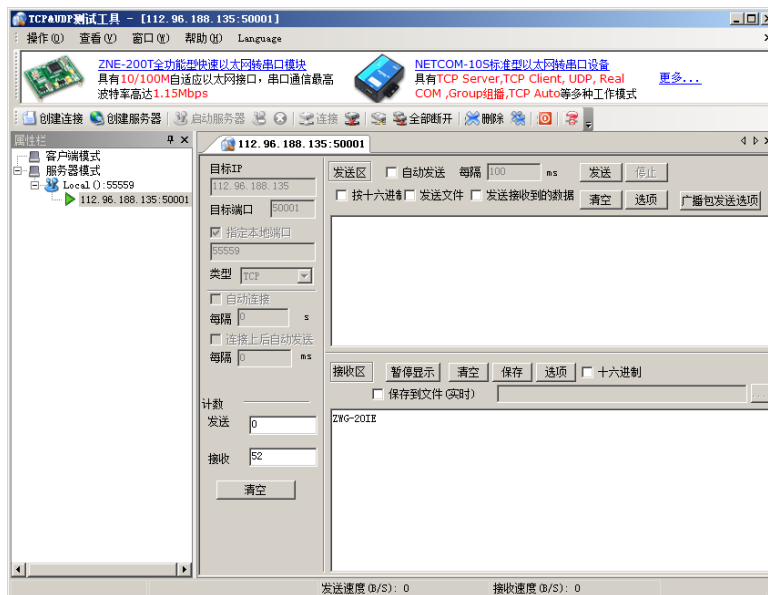 TCP&UDP测试工具 - [112.96.188.135:50001]
操作(O) 查看(V) 窗口(W) 帮助(H) Language
ZNE-200T全功能型快速以太网转串口模块
具有10/100M自适应以太网接口，串口通信最高
波特率高达1.15Mbps
NETCOM-10S标准型以太网转串口设备
具有TCP Server,TCP Client, UDP, Real
COM ,Group组播,TCP Auto等多种工作模式
更多...
创建连接 创建服务器 启动服务器 连接 全部断开 删除
属性栏
客户端模式
服务器模式
Local():55559
112.96.188.135:50001
112.96.188.135:50001
目标IP
112.96.188.135
目标端口 50001
指定本地端口
55559
类型 TCP
自动连接
每隔 0 s
连接上后自动发送
每隔 0 ms
计数
发送 0
接收 52
清空
发送区 自动发送 每隔 100 ms 发送 停止
按十六进制 发送文件 发送接收到的数据 清空 选项 广播包发送选项
接收区 暂停显示 清空 保存 选项 十六进制
保存到文件(实时) ...
ZWG-20IE
发送速度(B/S): 0 接收速度(B/S): 0